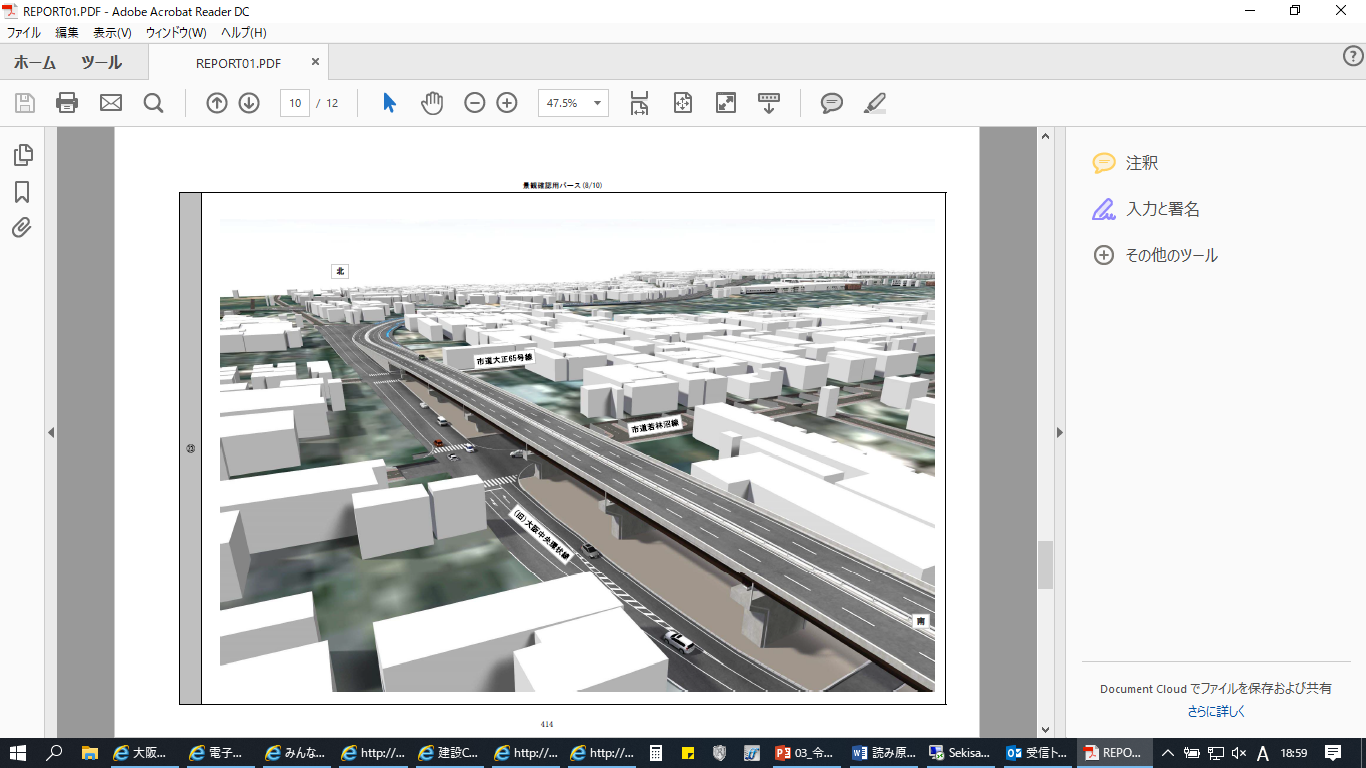 REPORT01.PDF - Adobe Acrobat Reader DC
ファイル 編集 表示(V) ウィンドウ(W) ヘルプ(H)
ホーム ツール REPORT01.PDF ×
10 / 12 47.5%
注釈
入力と署名
その他のツール
景観確認用パース(8/10)
北
市道大正65号線
市道若林沼線
㉓
(旧)大阪中央環状線
南
414
Document Cloud でファイルを保存および共有
さらに詳しく
大阪... 電子... みんな... http://... 建設C... http://... http://... 03_令... 読み原... Sekisa... 受信ト... REPO... A 18:59